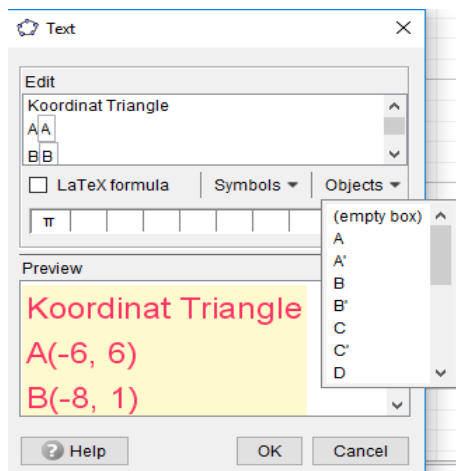 Text
Edit
Koordinat Triangle
AA
BB
LaTeX formula Symbols Objects
π
(empty box)
A
A'
B
B'
C
C'
D
Preview
Koordinat Triangle
A(-6, 6)
B(-8, 1)
Help OK Cancel